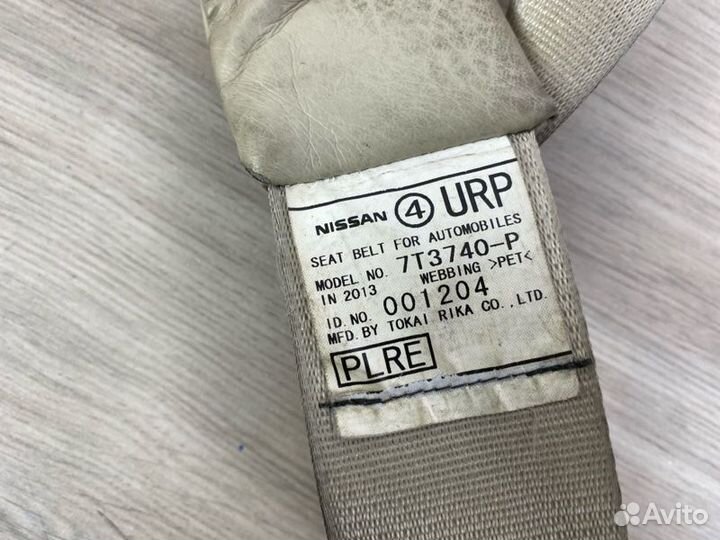 NISSAN ④ URP
SEAT BELT FOR AUTOMOBILES
MODEL NO. 7T3740-P
IN 2013 WEBBING >PET<
ID.NO. 001204
MFD.BY TOKAI RIKA CO.,LTD.
PLRE
Avito